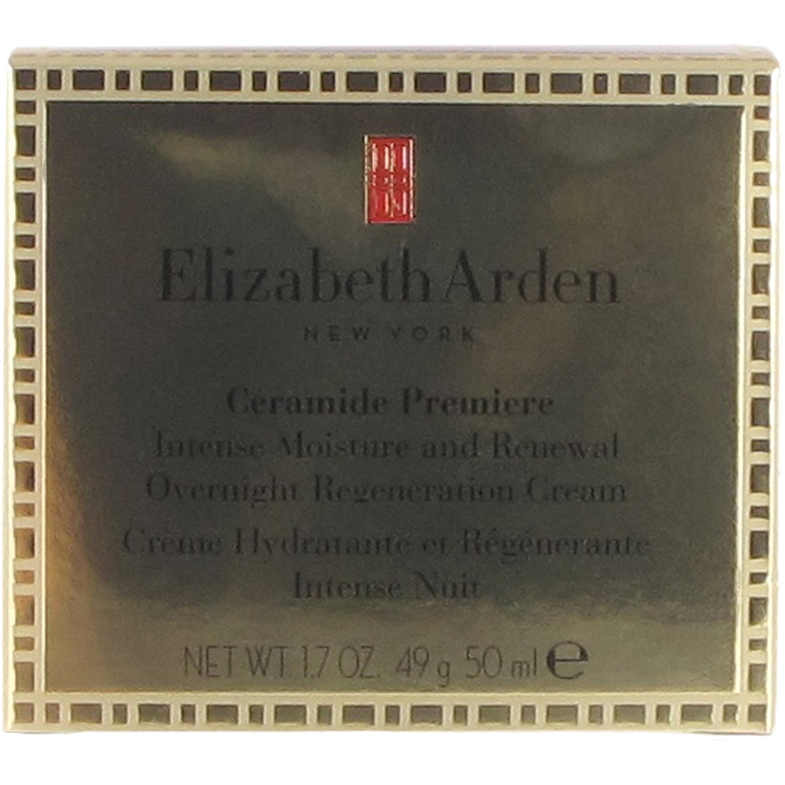 Elizabeth Arden
NEW YORK
Ceramide Premiere
Intense Moisture and Renewal
Overnight Regeneration Cream
Crème Hydratante et Régénérante
Intense Nuit
NET WT. 1.7 OZ. 49 g 50 ml ℮